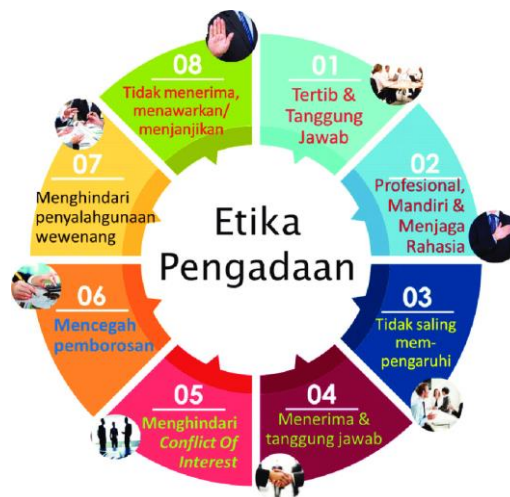 Etika
Pengadaan
01
Tertib &
Tanggung
Jawab
02
Profesional,
Mandiri &
Menjaga
Rahasia
03
Tidak saling
mem-
pengaruhi
04
Menerima &
tanggung jawab
05
Menghindari
Conflict Of
Interest
06
Mencegah
pemborosan
07
Menghindari
penyalahgunaan
wewenang
08
Tidak menerima,
menawarkan/
menjanjikan